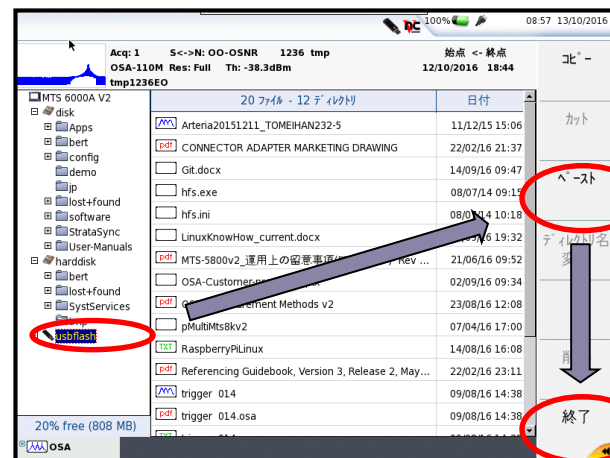 100%
08:57 13/10/2016
Acq: 1 S<->N: OO-OSNR 1236 tmp
始点 <- 終点
OSA-110M Res: Full Th: -38.3dBm
12/10/2016 18:44
tmp1236EO
MTS 6000A V2
disk
Apps
bert
config
demo
jp
lost+found
software
StrataSync
User-Manuals
harddisk
bert
lost+found
SystServices
usbflash
20% free (808 MB)
OSA
20 ファイル - 12 ディレクトリ
日付
Arteria20151211_TOMEIHAN232-5 11/12/15 15:06
pdf CONNECTOR ADAPTER MARKETING DRAWING 22/02/16 21:37
Git.docx 14/09/16 09:47
hfs.exe 08/07/14 09:15
hfs.ini 10:18
LinuxKnowHow_current.docx 19:32
pdf MTS-5800v2_運用上の留意事項 Rev ... 21/06/16 09:52
OSA-Customer- 02/09/16 09:34
pdf Methods v2 23/08/16 12:08
pMultiMts8kv2 07/04/16 17:00
TXT RaspberryPiLinux 14/08/16 16:08
pdf Referencing Guidebook, Version 3, Release 2, May... 22/02/16 23:11
trigger 014 09/08/16 14:38
pdf trigger 014.osa 09/08/16 14:38
コピー
カット
ペースト
ディレクトリ名
終了